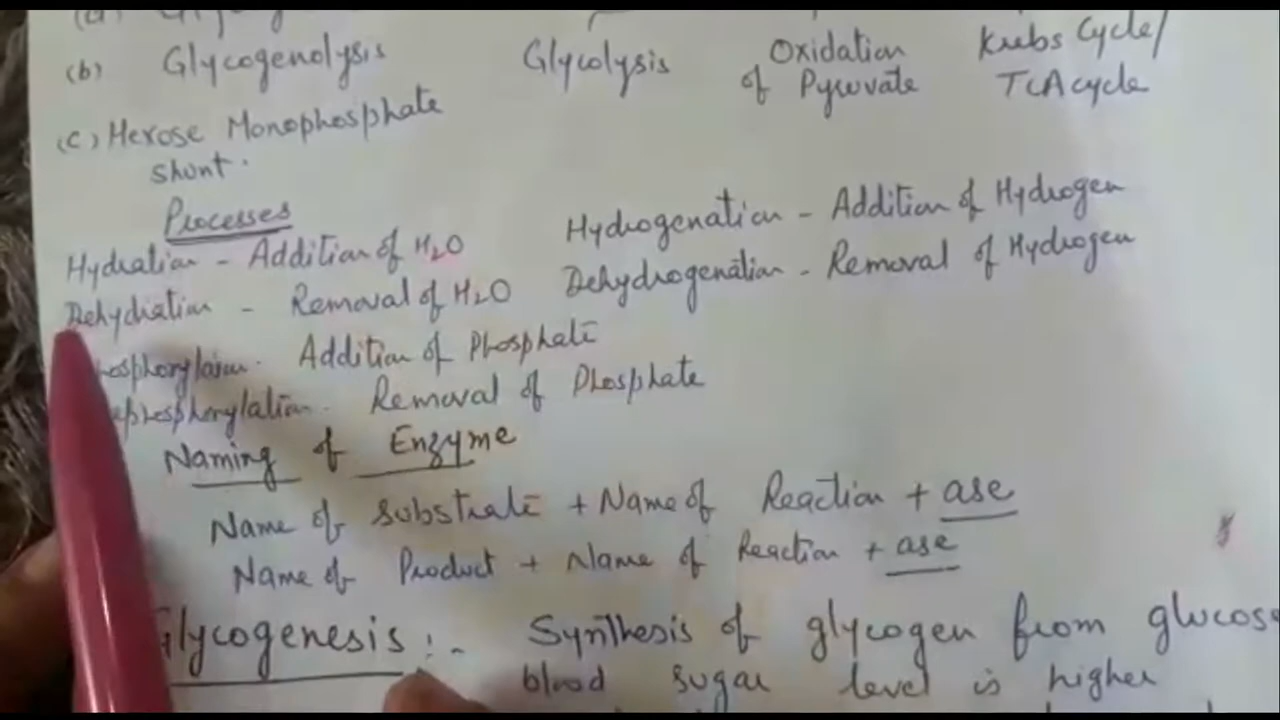 (b) Glycogenolysis Glycolysis Oxidation of Pyruvate Krebs Cycle/ TCA cycle
(c) Hexose Monophosphate
Shunt.
Processes
Hydration - Addition of H2O Hydrogenation - Addition of Hydrogen
Dehydration - Removal of H2O Dehydrogenation - Removal of Hydrogen
Addition of Phosphate
Removal of Phosphate
Naming of Enzyme
Name of Substrate + Name of Reaction + ase
Name of Product + Name of Reaction + ase
Glycogenesis :- Synthesis of glycogen from glucose
blood sugar level is higher